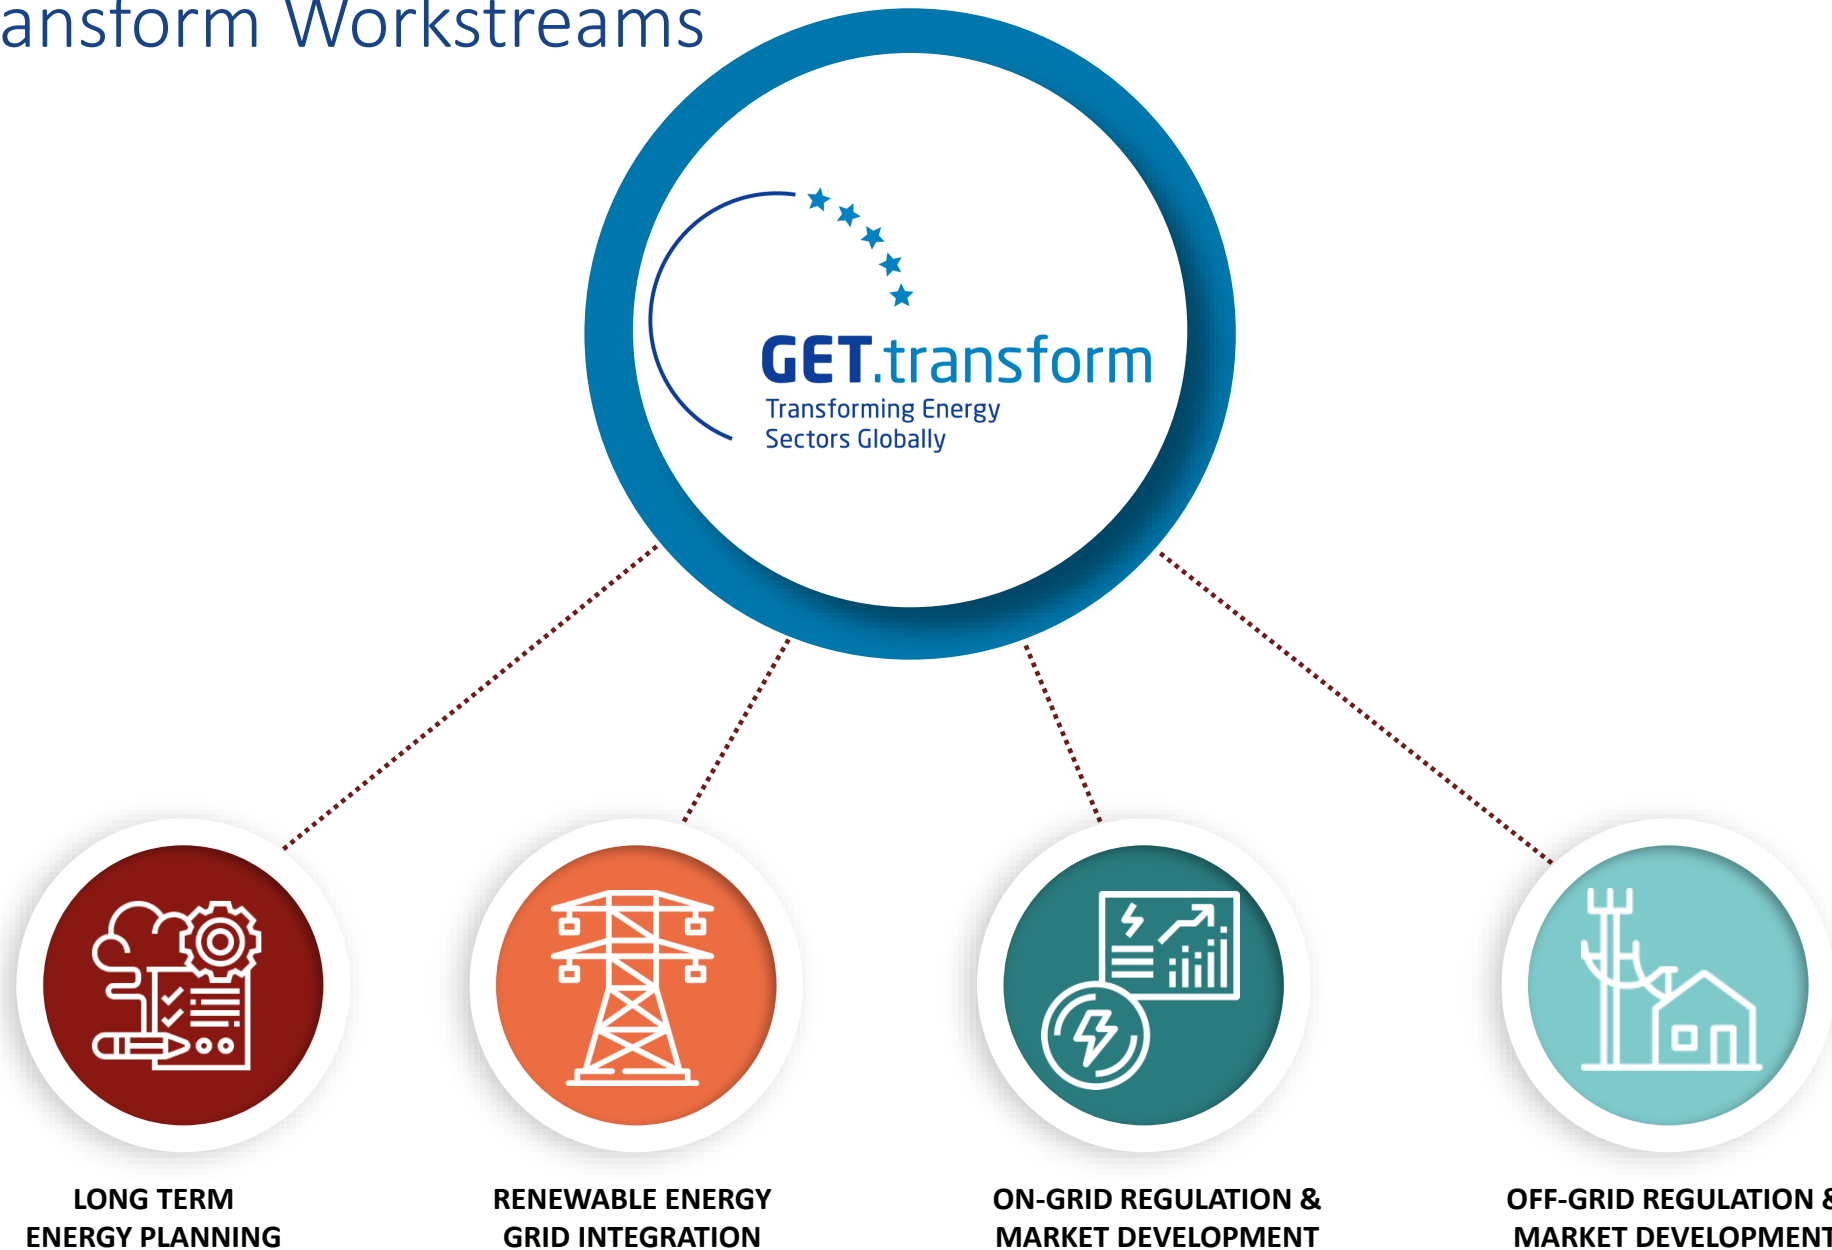 ansform Workstreams
GET.transform
Transforming Energy
Sectors Globally
LONG TERM
ENERGY PLANNING
RENEWABLE ENERGY
GRID INTEGRATION
ON-GRID REGULATION &
MARKET DEVELOPMENT
OFF-GRID REGULATION &
MARKET DEVELOPMENT